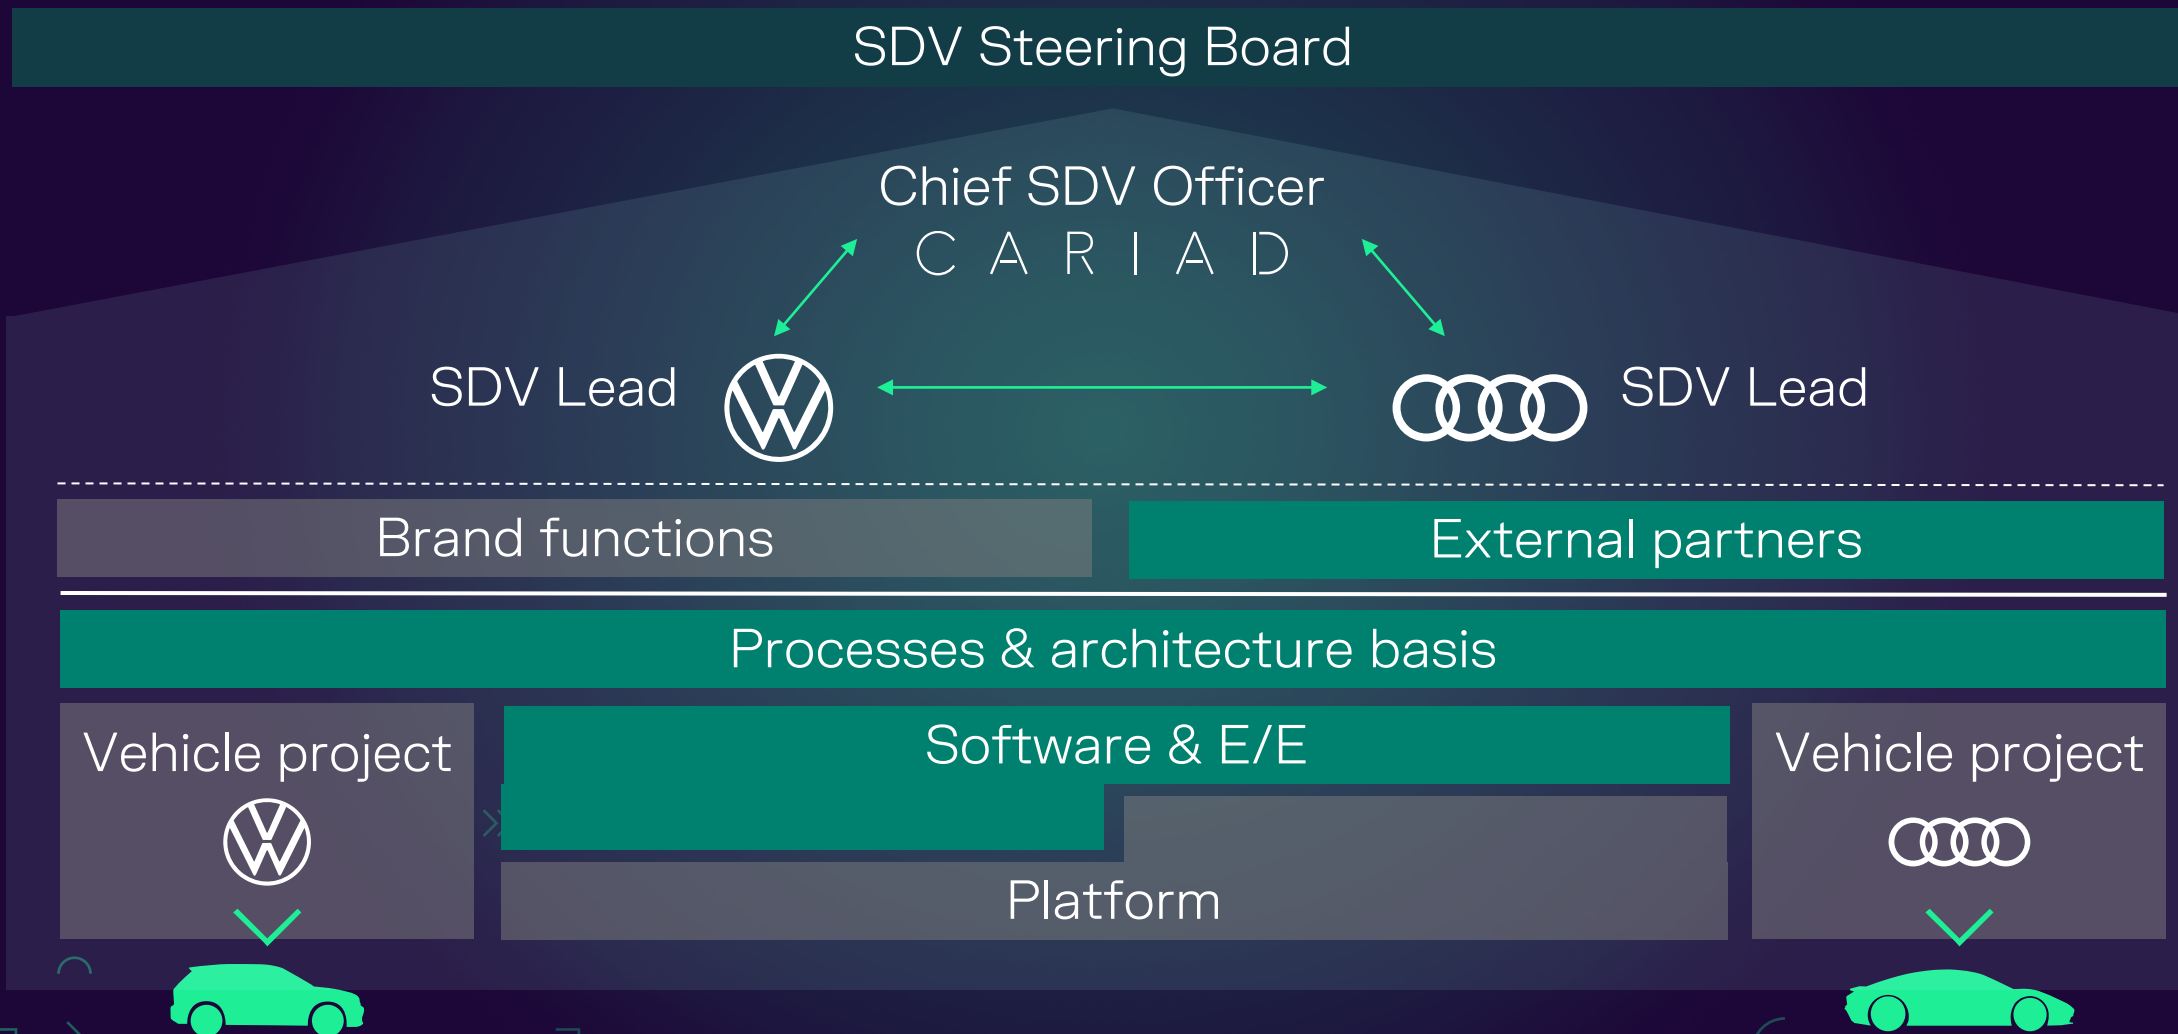 SDV Steering Board
Chief SDV Officer
CARIAD
SDV Lead
SDV Lead
Brand functions
External partners
Processes & architecture basis
Vehicle project
Software & E/E
Vehicle project
Platform